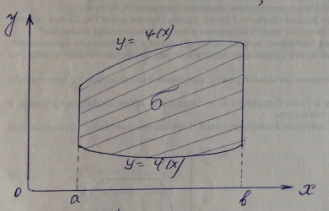 y
y = ψ(x)
σ
y = φ(x)
0 a b x